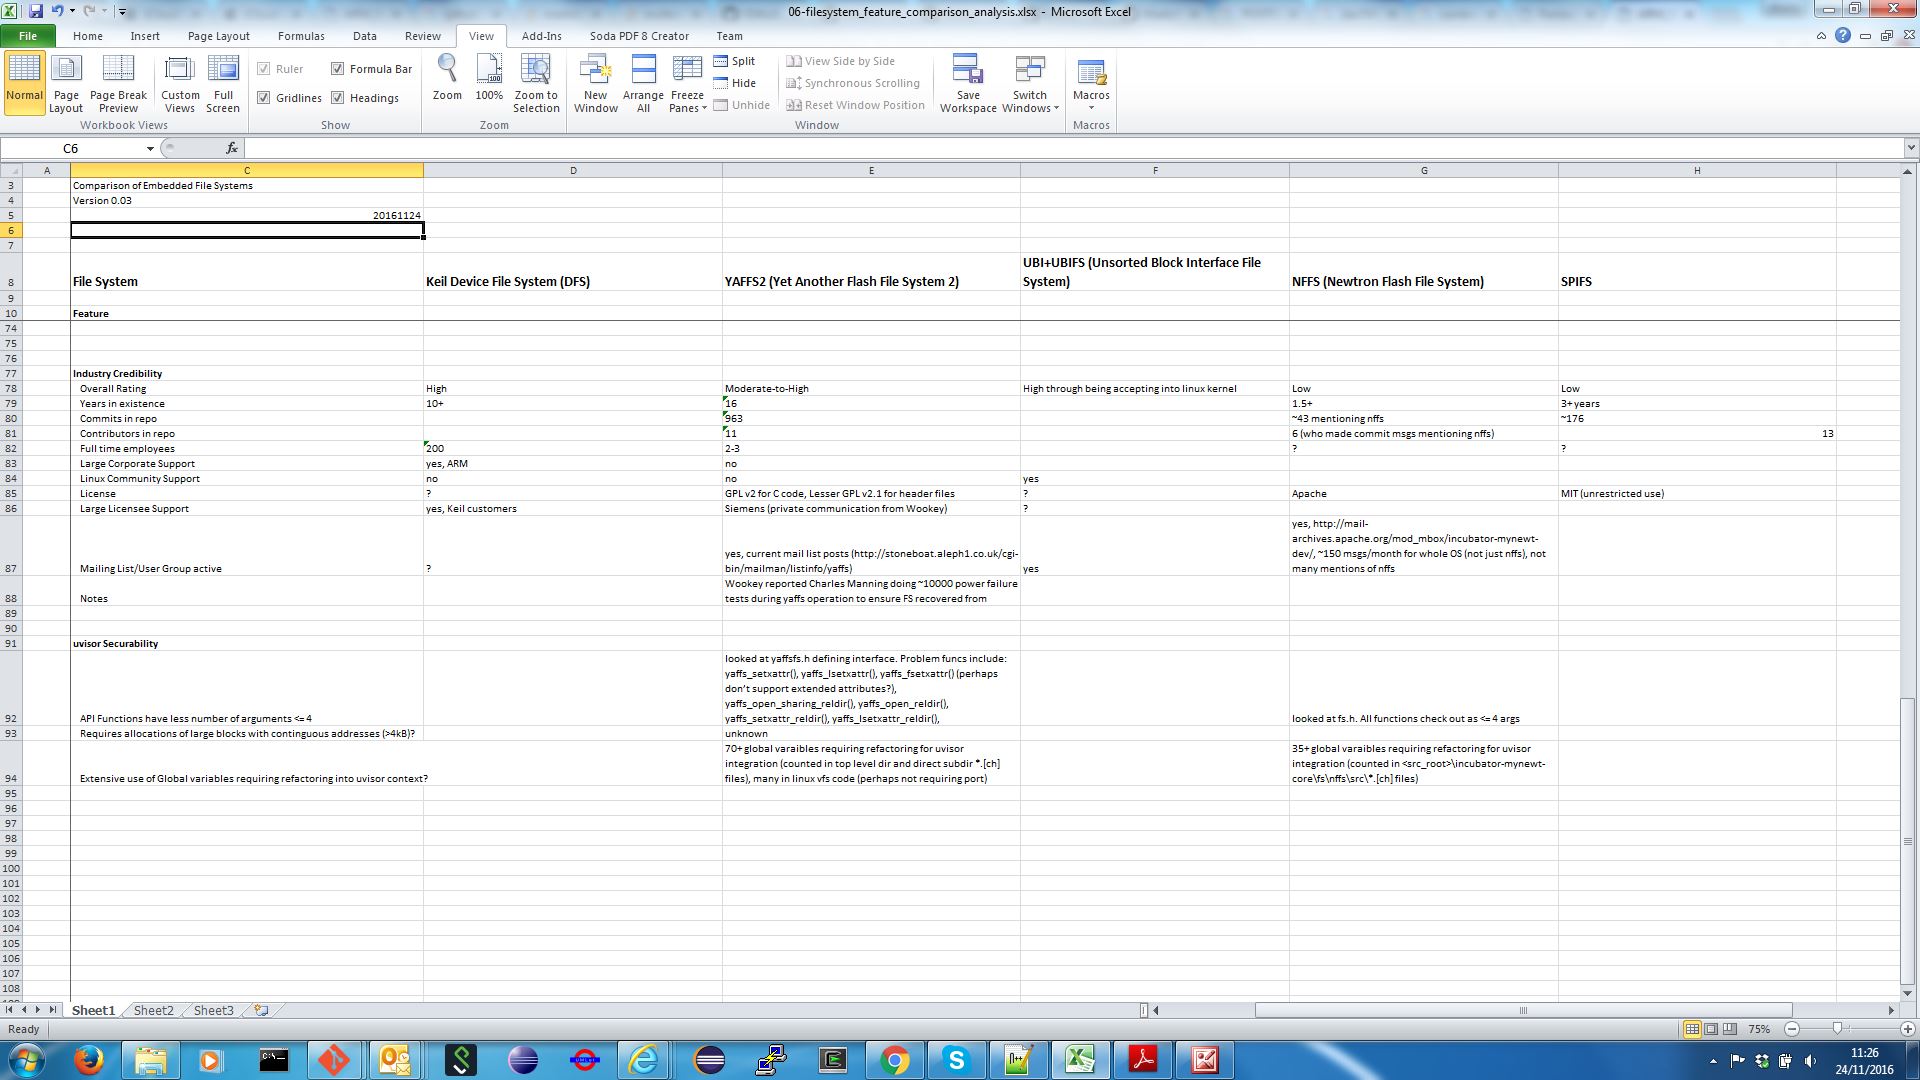 06-filesystem_feature_comparison_analysis.xlsx - Microsoft Excel
File Home Insert Page Layout Formulas Data Review View Add-Ins Soda PDF 8 Creator Team
Normal Page Layout Page Break Preview Custom Views Full Screen
Workbook Views
Ruler Formula Bar
Gridlines Headings
Show
Zoom 100% Zoom to Selection
Zoom
New Window Arrange All Freeze Panes
Split
Hide
Unhide
View Side by Side
Synchronous Scrolling
Reset Window Position
Window
Save Workspace Switch Windows
Macros
Macros
C6 fx
A C D E F G H
3 Comparison of Embedded File Systems
4 Version 0.03
5 20161124
6
7
8 File System Keil Device File System (DFS) YAFFS2 (Yet Another Flash File System 2) UBI+UBIFS (Unsorted Block Interface File System) NFFS (Newtron Flash File System) SPIFS
9
10 Feature
74
75
76
77 Industry Credibility
78 Overall Rating High Moderate-to-High High through being accepting into linux kernel Low Low
79 Years in existence 10+ 16 1.5+ 3+ years
80 Commits in repo 963 ~43 mentioning nffs ~176
81 Contributors in repo 11 6 (who made commit msgs mentioning nffs) 13
82 Full time employees 200 2-3 ? ?
83 Large Corporate Support yes, ARM no
84 Linux Community Support no no yes
85 License ? GPL v2 for C code, Lesser GPL v2.1 for header files ? Apache MIT (unrestricted use)
86 Large Licensee Support yes, Keil customers Siemens (private communication from Wookey) ?
87 Mailing List/User Group active ? yes, current mail list posts (http://stoneboat.aleph1.co.uk/cgi-bin/mailman/listinfo/yaffs) yes yes, http://mail-archives.apache.org/mod_mbox/incubator-mynewt-dev/, ~150 msgs/month for whole OS (not just nffs), not many mentions of nffs
88 Notes Wookey reported Charles Manning doing ~10000 power failure tests during yaffs operation to ensure FS recovered from
89
90
91 uvisor Securability
92 API Functions have less number of arguments <= 4 looked at yaffsfs.h defining interface. Problem funcs include: yaffs_setxattr(), yaffs_lsetxattr(), yaffs_fsetxattr() (perhaps don't support extended attributes?), yaffs_open_sharing_reldir(), yaffs_open_reldir(), yaffs_setxattr_reldir(), yaffs_lsetxattr_reldir(), looked at fs.h. All functions check out as <= 4 args
93 Requires allocations of large blocks with continguous addresses (>4kB)? unknown
94 Extensive use of Global variables requiring refactoring into uvisor context? 70+ global varaibles requiring refactoring for uvisor integration (counted in top level dir and direct subdir *.[ch] files), many in linux vfs code (perhaps not requiring port) 35+ global varaibles requiring refactoring for uvisor integration (counted in <src_root>\incubator-mynewt-core\fs\nffs\src\*.[ch] files)
95
96
97
98
99
100
101
102
103
104
105
106
107
108
Sheet1 Sheet2 Sheet3
Ready 75%
11:26
24/11/2016